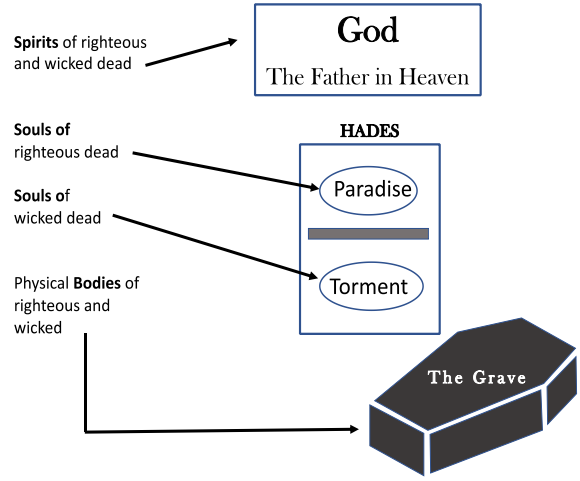 Spirits of righteous
and wicked dead
God
The Father in Heaven
Souls of
righteous dead
HADES
Paradise
Souls of
wicked dead
Torment
Physical Bodies of
righteous and
wicked
The Grave